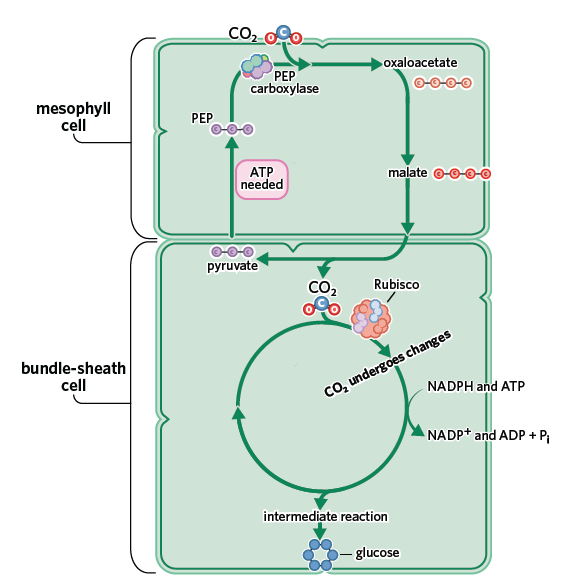 CO₂
O C O
PEP
carboxylase
oxaloacetate
C C C C
mesophyll
cell
PEP
C C C
ATP
needed
malate
C C C C
C C C
pyruvate
CO₂
O C O
Rubisco
CO₂ undergoes changes
bundle-sheath
cell
NADPH and ATP
NADP⁺ and ADP + Pᵢ
intermediate reaction
glucose